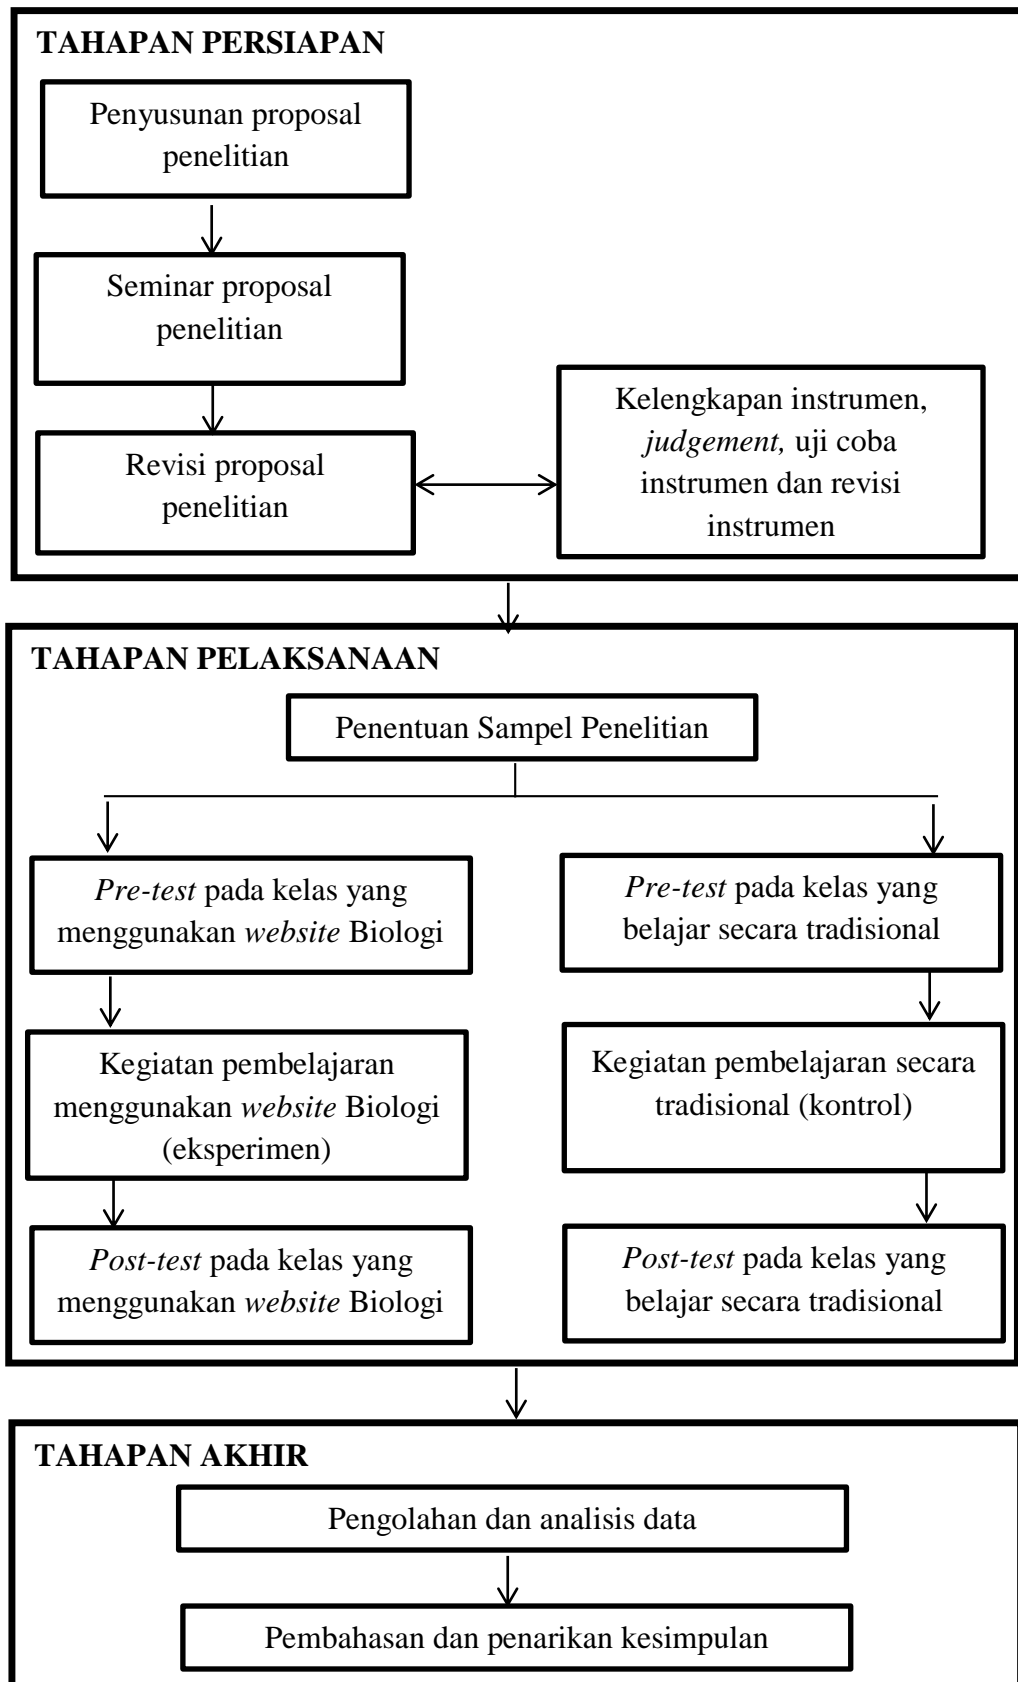 TAHAPAN PERSIAPAN
Penyusunan proposal
penelitian
Seminar proposal
penelitian
Revisi proposal
penelitian
Kelengkapan instrumen,
judgement, uji coba
instrumen dan revisi
instrumen
TAHAPAN PELAKSANAAN
Penentuan Sampel Penelitian
Pre-test pada kelas yang
menggunakan website Biologi
Pre-test pada kelas yang
belajar secara tradisional
Kegiatan pembelajaran
menggunakan website Biologi
(eksperimen)
Kegiatan pembelajaran secara
tradisional (kontrol)
Post-test pada kelas yang
menggunakan website Biologi
Post-test pada kelas yang
belajar secara tradisional
TAHAPAN AKHIR
Pengolahan dan analisis data
Pembahasan dan penarikan kesimpulan